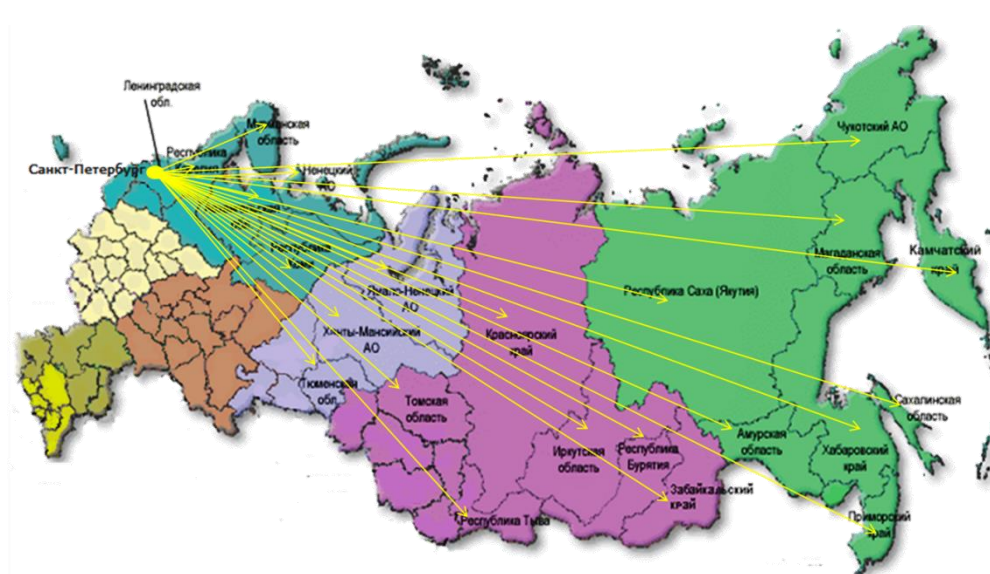 Ленинградская
обл.
Санкт-Петербург
область
Республика
Ненецкий
АО
Чукотский АО
Магаданская
область
Камчатский
край
Республика
Республика Саха (Якутия)
Ямало-Ненецкий
АО
Ханты-Мансийский
АО
Красноярский
край
Тюменская
обл.
Томская
область
Иркутская
область
Республика
Бурятия
Забайкальский
край
Амурская
область
Сахалинская
область
Хабаровский
край
Приморский
край
Республика Тыва